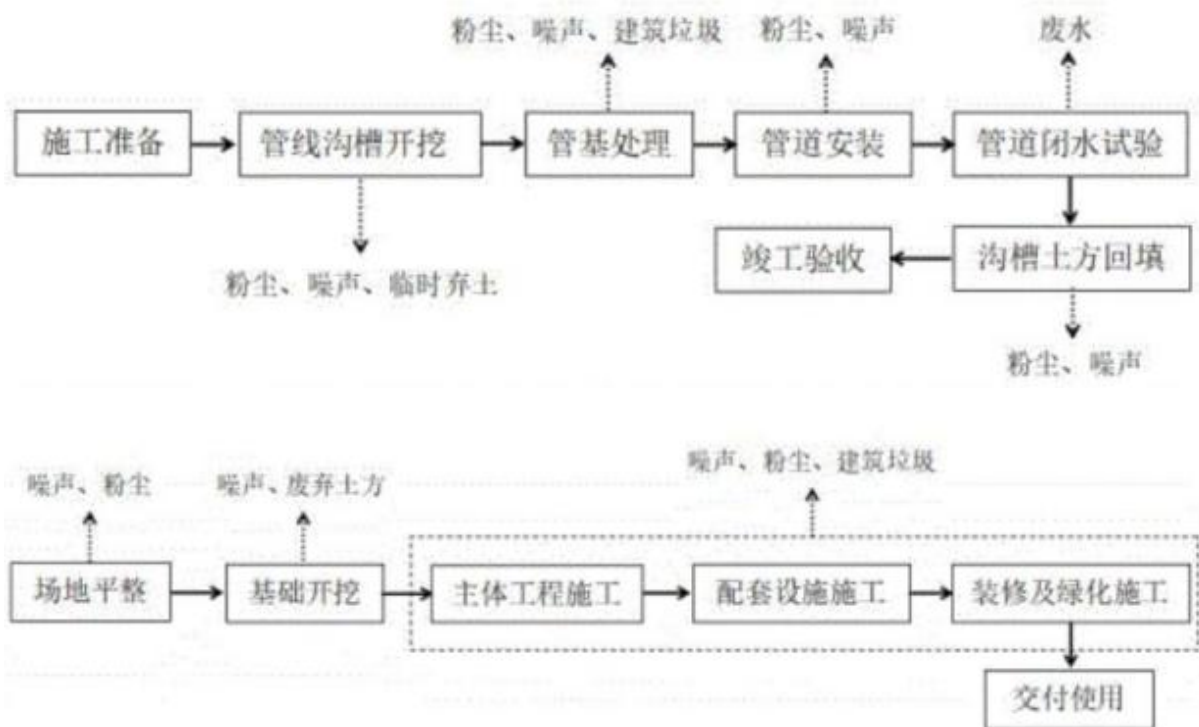 粉尘、噪声、建筑垃圾 粉尘、噪声 废水
施工准备 管线沟槽开挖 管基处理 管道安装 管道闭水试验
竣工验收 沟槽土方回填
粉尘、噪声、临时弃土
粉尘、噪声
噪声、粉尘、建筑垃圾
噪声、粉尘 噪声、废弃土方
场地平整 基础开挖 主体工程施工 配套设施施工 装修及绿化施工
交付使用